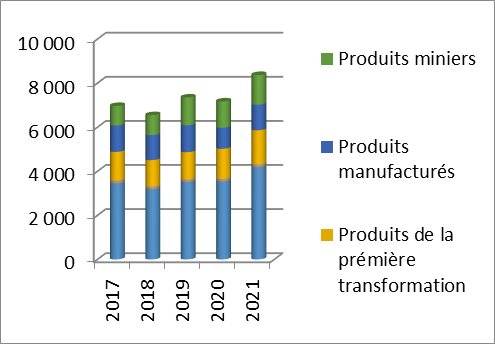 10 000
8 000
6 000
4 000
2 000
0
2017
2018
2019
2020
2021
Produits miniers
Produits
manufacturés
Produits de la
prémière
transformation